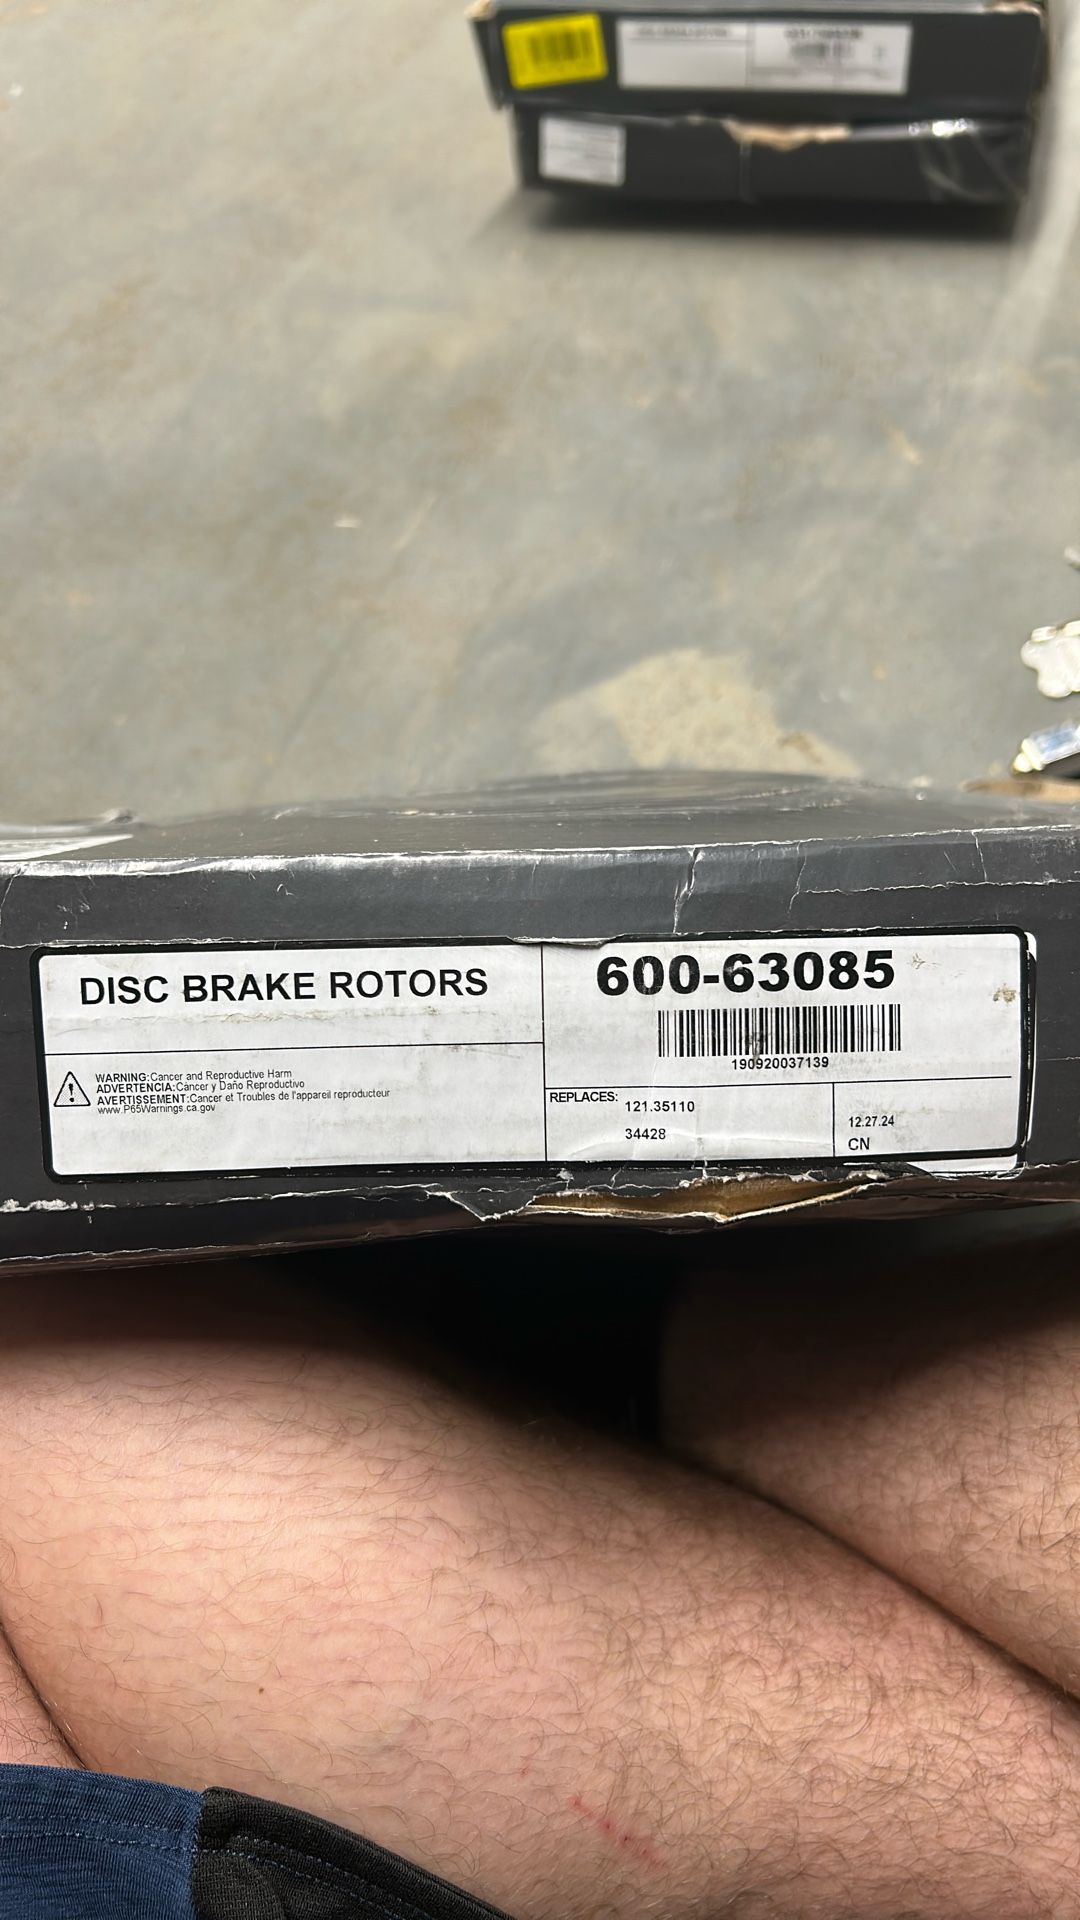 DISC BRAKE ROTORS
WARNING:Cancer and Reproductive Harm
ADVERTENCIA:Cáncer y Daño Reproductivo
AVERTISSEMENT:Cancer et Troubles de l'appareil reproducteur
www.P65Warnings.ca.gov
600-63085
190920037139
REPLACES:
121.35110
34428
12.27.24
CN